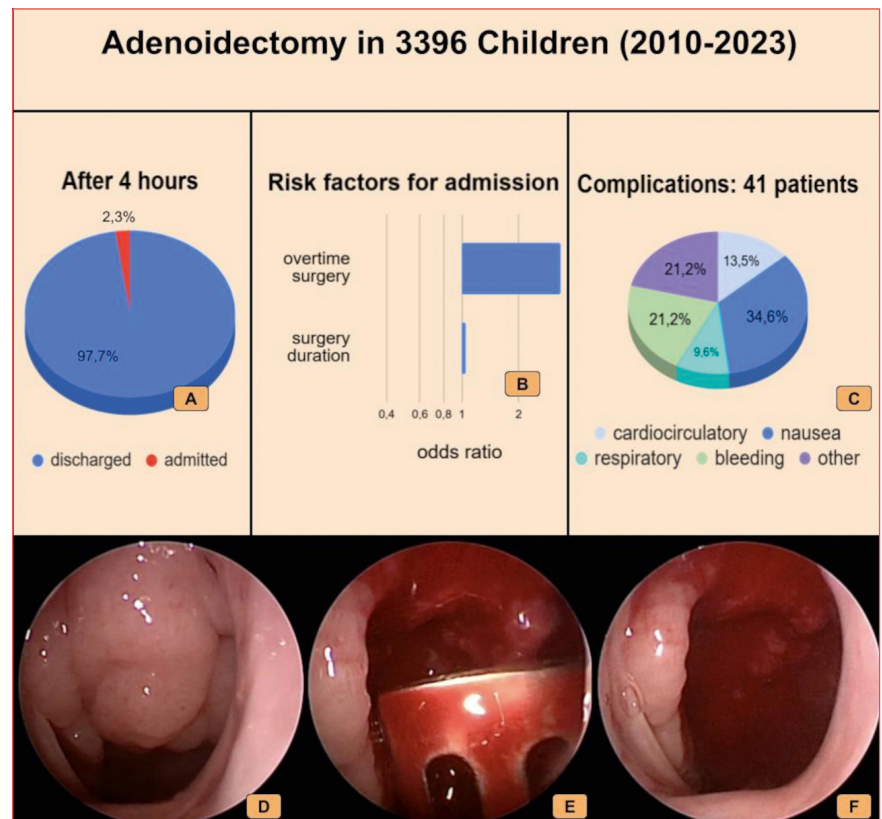 Adenoidectomy in 3396 Children (2010-2023)
After 4 hours
2,3%
97,7%
A
discharged
admitted
Risk factors for admission
overtime
surgery
surgery
duration
B
0,4
0,6
0,8
1
2
odds ratio
Complications: 41 patients
13,5%
21,2%
34,6%
21,2%
9,6%
C
cardiocirculatory
nausea
respiratory
bleeding
other
D
E
F